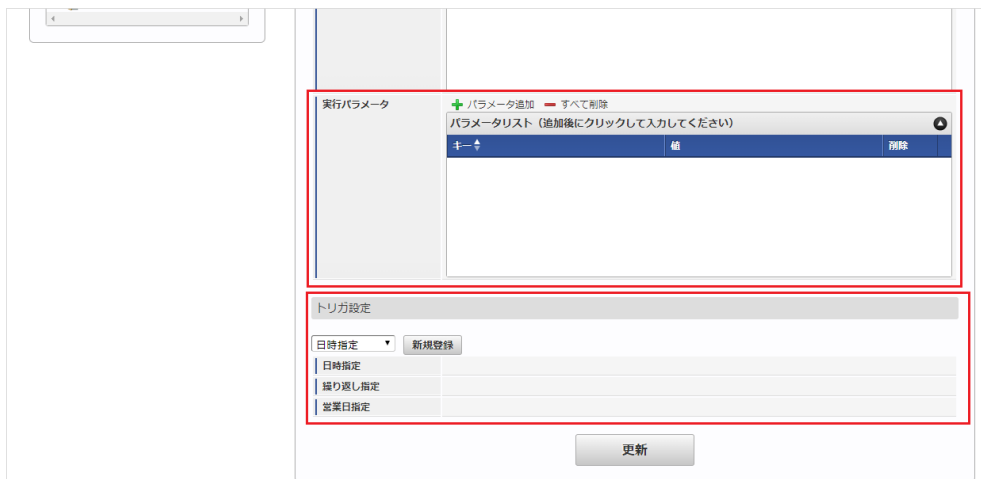 実行パラメータ
パラメータ追加 すべて削除
パラメータリスト（追加後にクリックして入力してください）
キー 値 削除
トリガ設定
日時指定 新規登録
日時指定
繰り返し指定
営業日指定
更新